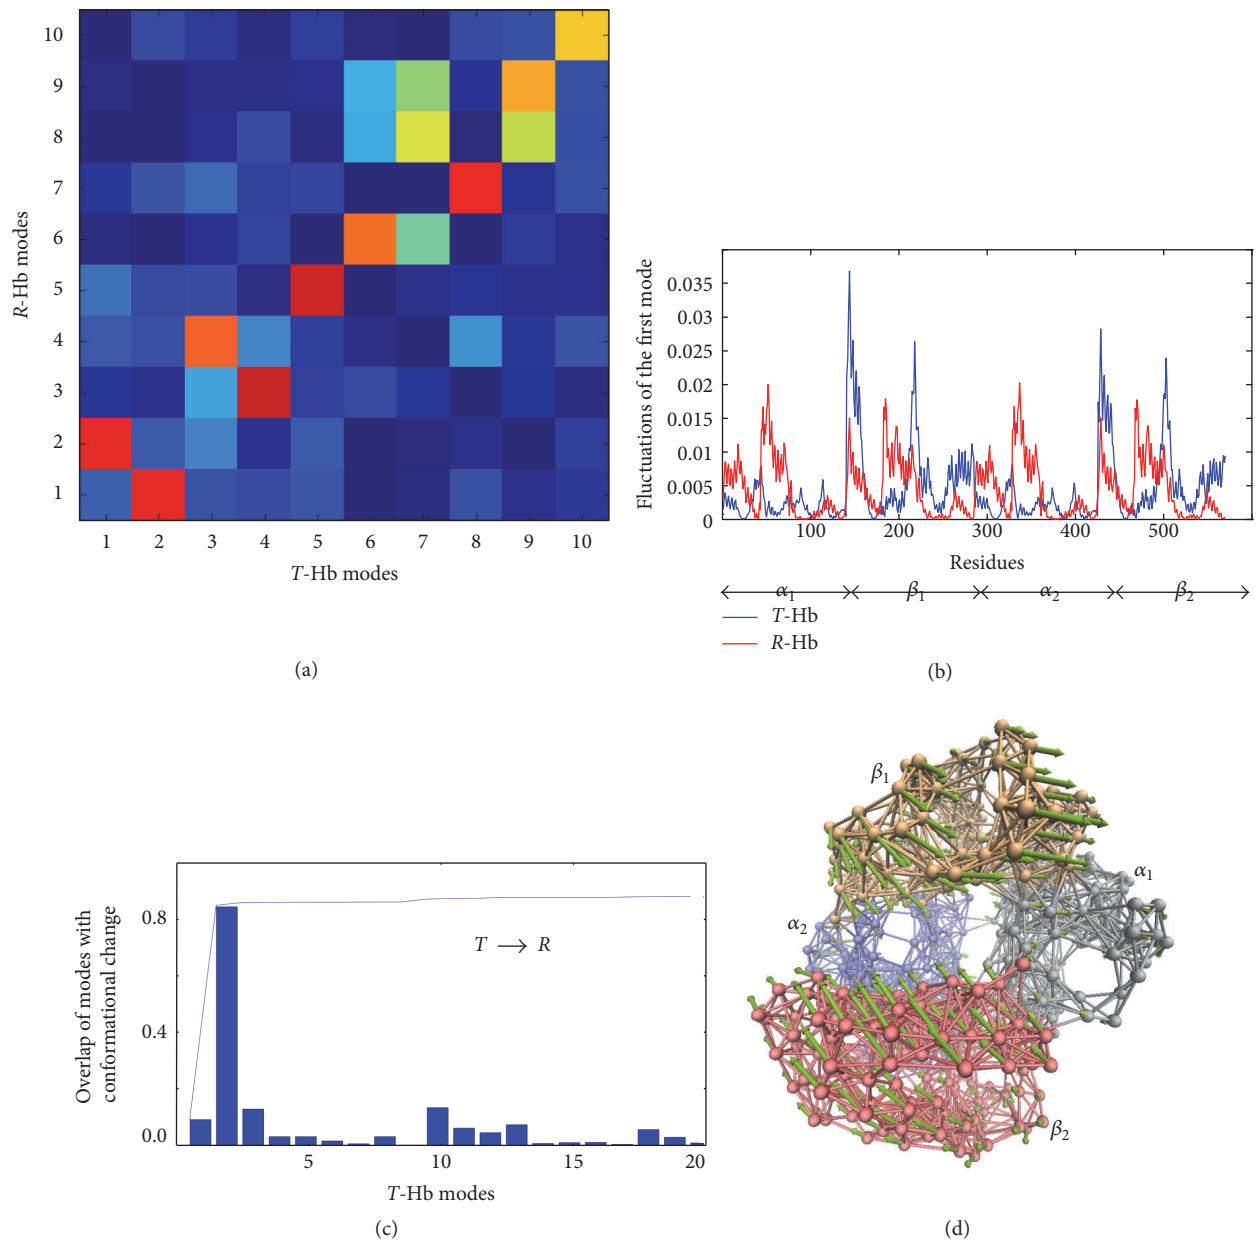 10
9
8
7
6
5
4
3
2
1
R-Hb modes
1 2 3 4 5 6 7 8 9 10
T-Hb modes
(a)
0.035
0.03
0.025
0.02
0.015
0.01
0.005
0
Fluctuations of the first mode
100 200 300 400 500
Residues
α1 β1 α2 β2
T-Hb
R-Hb
(b)
0.8
0.4
0.0
Overlap of modes with
conformational change
T → R
5 10 15 20
T-Hb modes
(c)
β1
α1
α2
β2
(d)